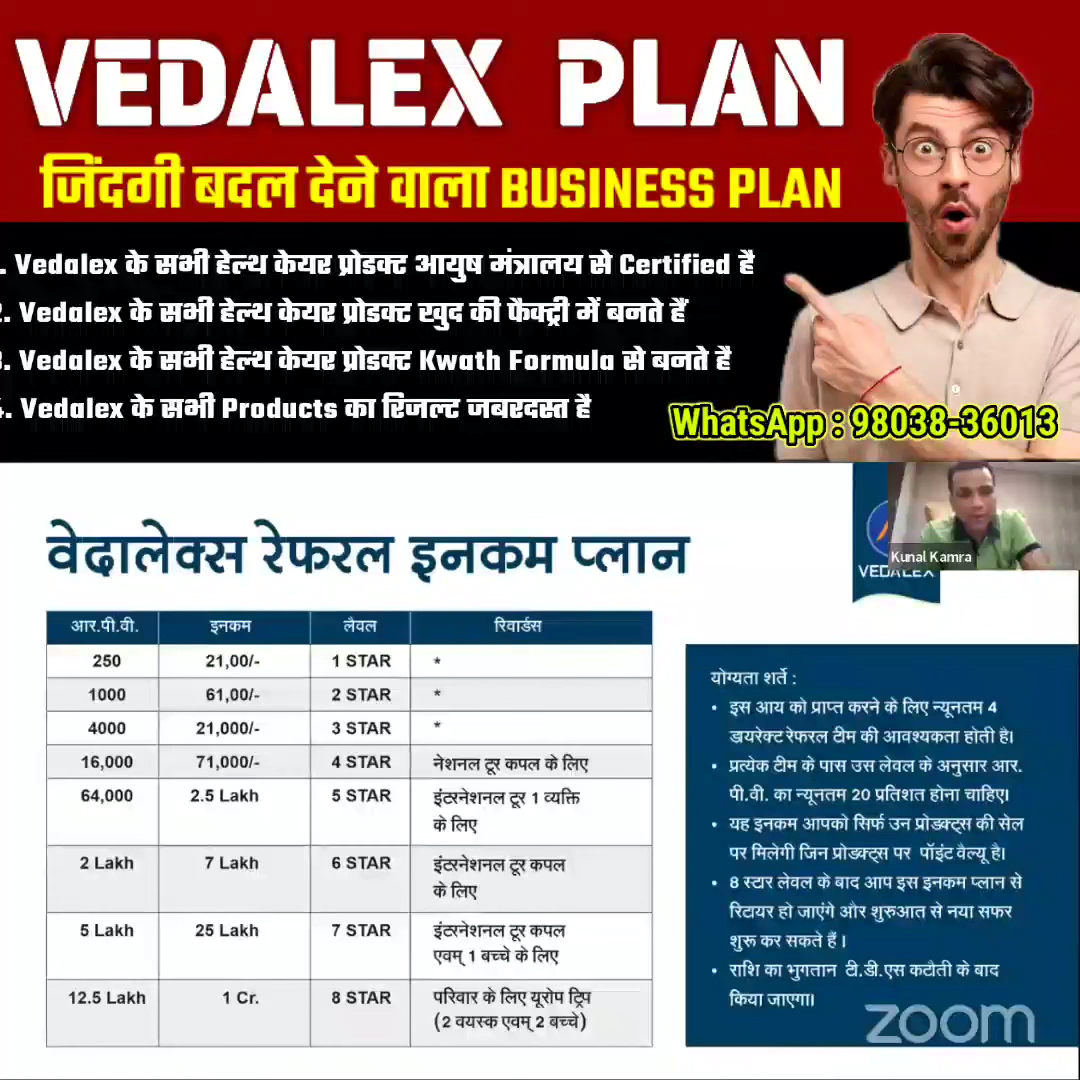 VEDALEX PLAN
जिंदगी बदल देने वाला BUSINESS PLAN
. Vedalex के सभी हेल्थ केयर प्रोडक्ट आयुष मंत्रालय से Certified है
2. Vedalex के सभी हेल्थ केयर प्रोडक्ट खुद की फैक्ट्री में बनते हैं
3. Vedalex के सभी हेल्थ केयर प्रोडक्ट Kwath Formula से बनते है
4. Vedalex के सभी Products का रिजल्ट जबरदस्त है
WhatsApp : 98038-36013
Kunal Kamra
VEDALEX
वेदालेक्स रेफरल इनकम प्लान
आर.पी.वी. इनकम लैवल रिवार्डस
250 21,00/- 1 STAR *
1000 61,00/- 2 STAR *
4000 21,000/- 3 STAR *
16,000 71,000/- 4 STAR नेशनल टूर कपल के लिए
64,000 2.5 Lakh 5 STAR इंटरनेशनल टूर 1 व्यक्ति
के लिए
2 Lakh 7 Lakh 6 STAR इंटरनेशनल टूर कपल
के लिए
5 Lakh 25 Lakh 7 STAR इंटरनेशनल टूर कपल
एवम् 1 बच्चे के लिए
12.5 Lakh 1 Cr. 8 STAR परिवार के लिए यूरोप ट्रिप
(2 वयस्क एवम् 2 बच्चे)
योग्यता शर्ते :
• इस आय को प्राप्त करने के लिए न्यूनतम 4
डायरेक्ट रेफरल टीम की आवश्यकता होती है।
• प्रत्येक टीम के पास उस लेवल के अनुसार आर.
पी.वी. का न्यूनतम 20 प्रतिशत होना चाहिए।
• यह इनकम आपको सिर्फ उन प्रोडक्ट्स की सेल
पर मिलेगी जिन प्रोडक्ट्स पर पॉइंट वैल्यू है।
• 8 स्टार लेवल के बाद आप इस इनकम प्लान से
रिटायर हो जाएंगे और शुरुआत से नया सफर
शुरू कर सकते हैं ।
• राशि का भुगतान टी.डी.एस कटौती के बाद
किया जाएगा।
zoom